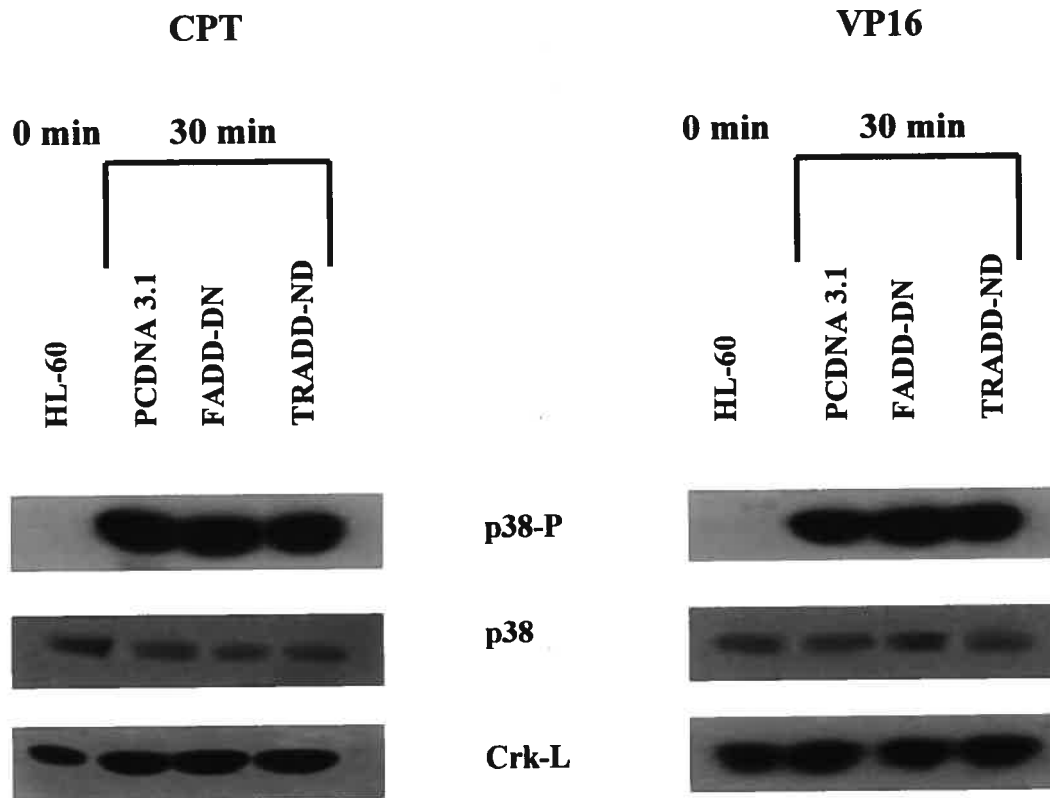 CPT
VP16
0 min
30 min
0 min
30 min
HL-60
PCDNA 3.1
FADD-DN
TRADD-ND
HL-60
PCDNA 3.1
FADD-DN
TRADD-ND
p38-P
p38
Crk-L